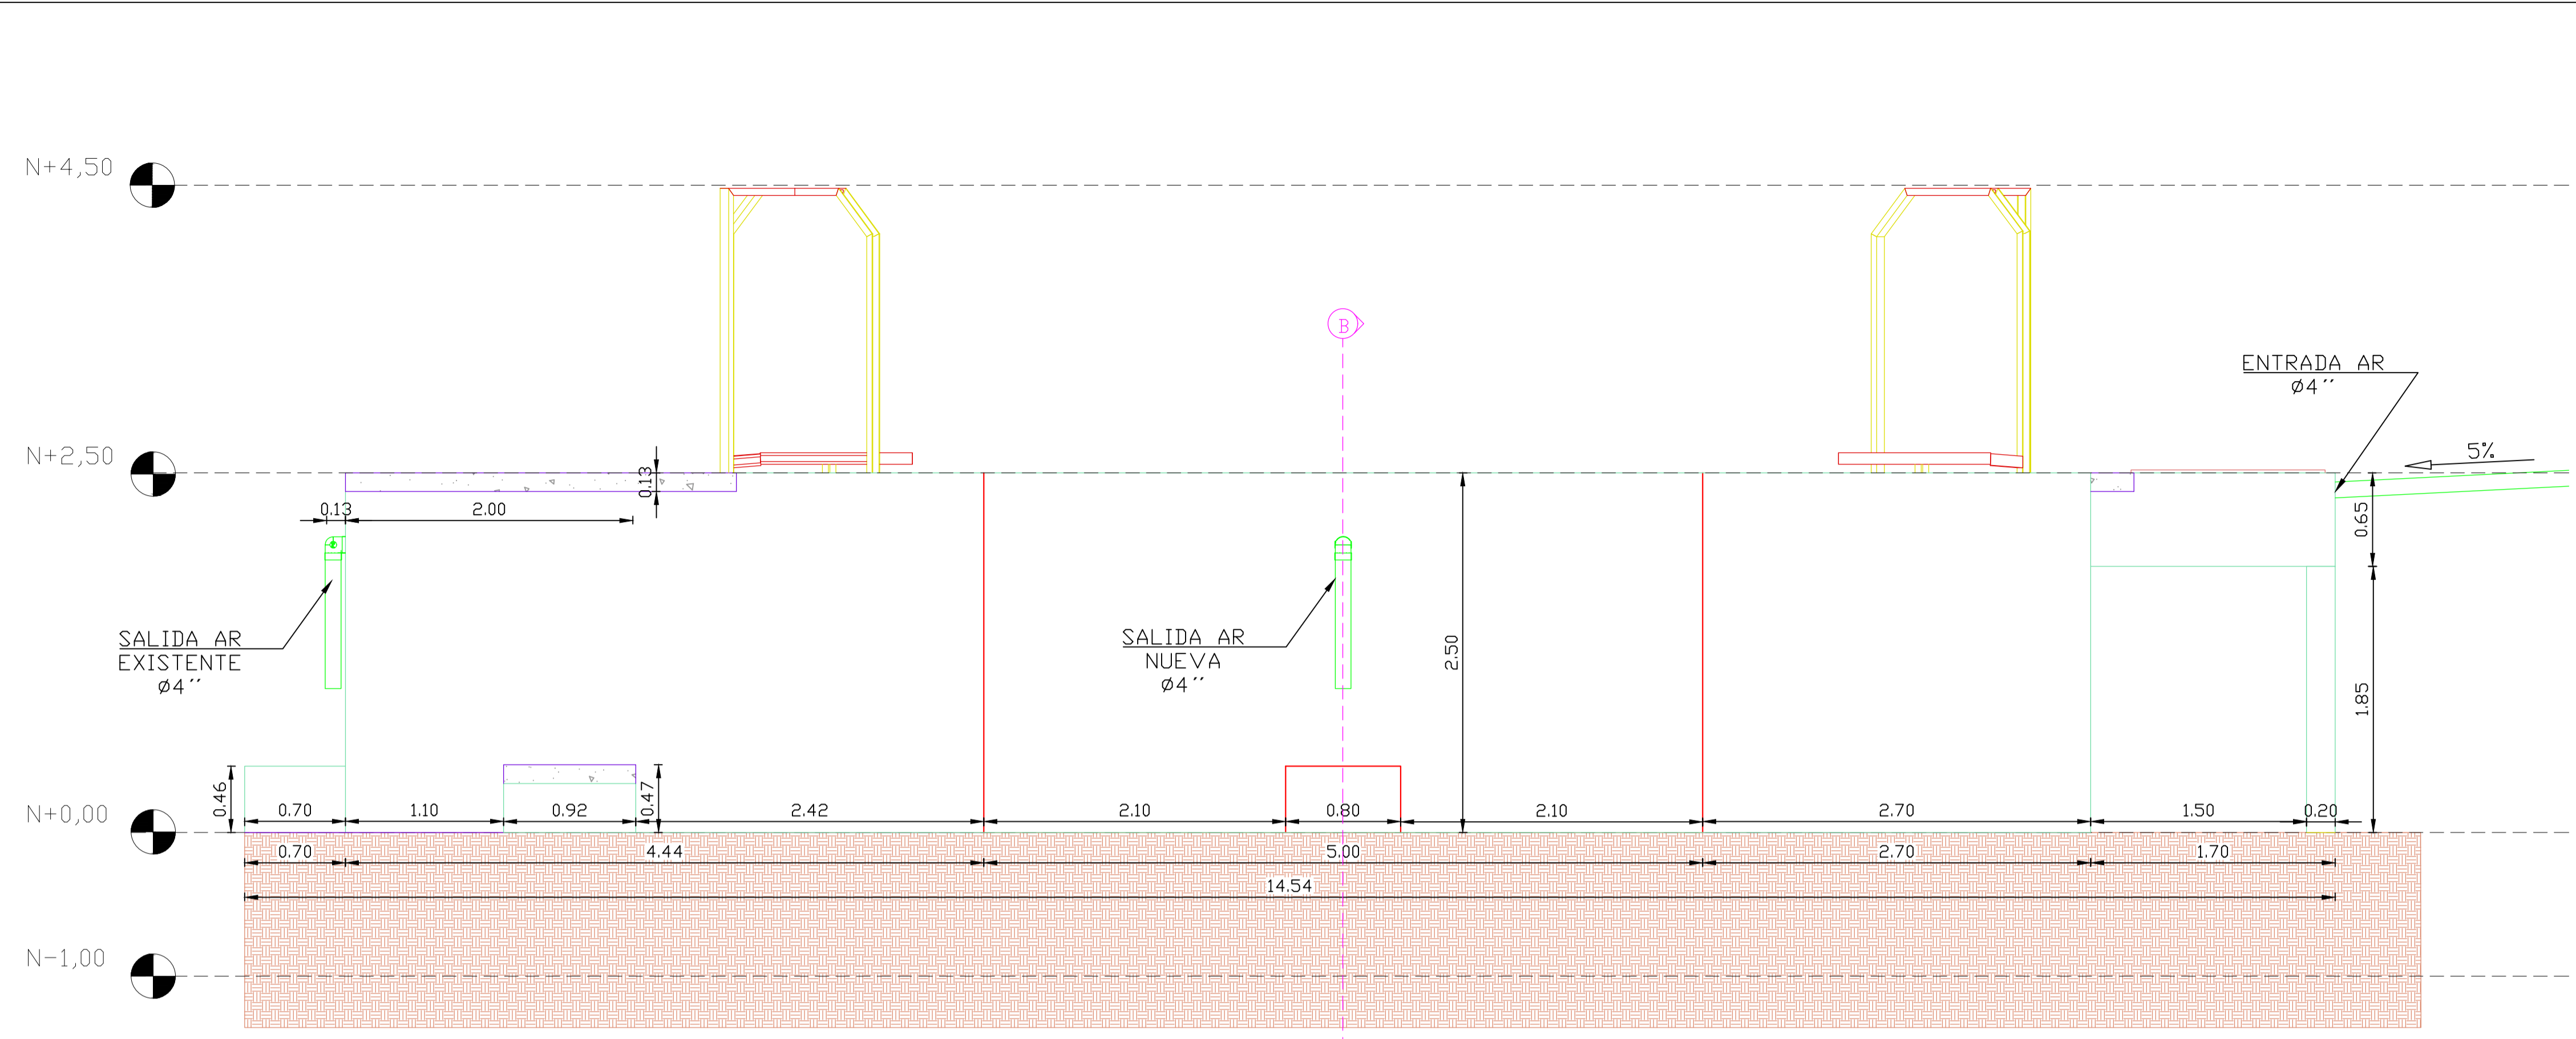 N+4,50
B
ENTRADA AR
Ø4´´
5%
N+2,50
0.13
0.13
2.00
0.65
SALIDA AR
EXISTENTE
Ø4´´
SALIDA AR
NUEVA
Ø4´´
2.50
1.85
0.46
0.47
N+0,00
0.70
1.10
0.92
2.42
2.10
0.80
2.10
2.70
1.50
0.20
0.70
4.44
5.00
2.70
1.70
14.54
N-1,00